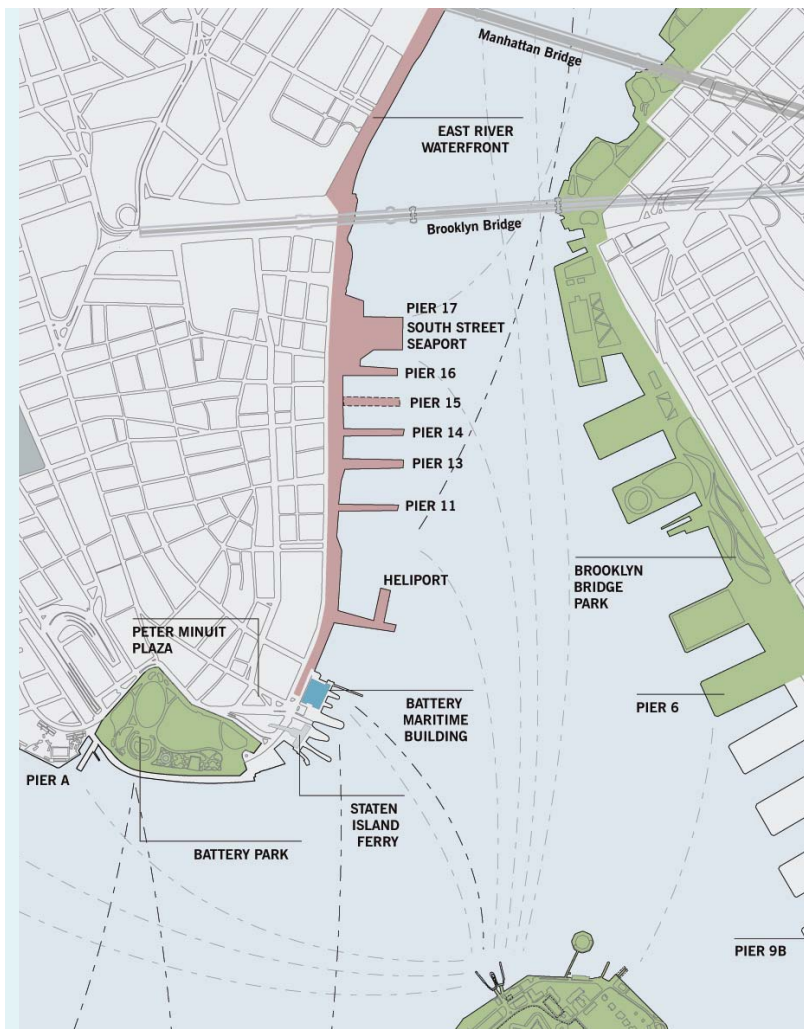 Manhattan Bridge
EAST RIVER
WATERFRONT
Brooklyn Bridge
PIER 17
SOUTH STREET
SEAPORT
PIER 16
PIER 15
PIER 14
PIER 13
PIER 11
HELIPORT
BROOKLYN
BRIDGE
PARK
PETER MINUIT
PLAZA
BATTERY
MARITIME
BUILDING
PIER 6
PIER A
STATEN
ISLAND
FERRY
BATTERY PARK
PIER 9B